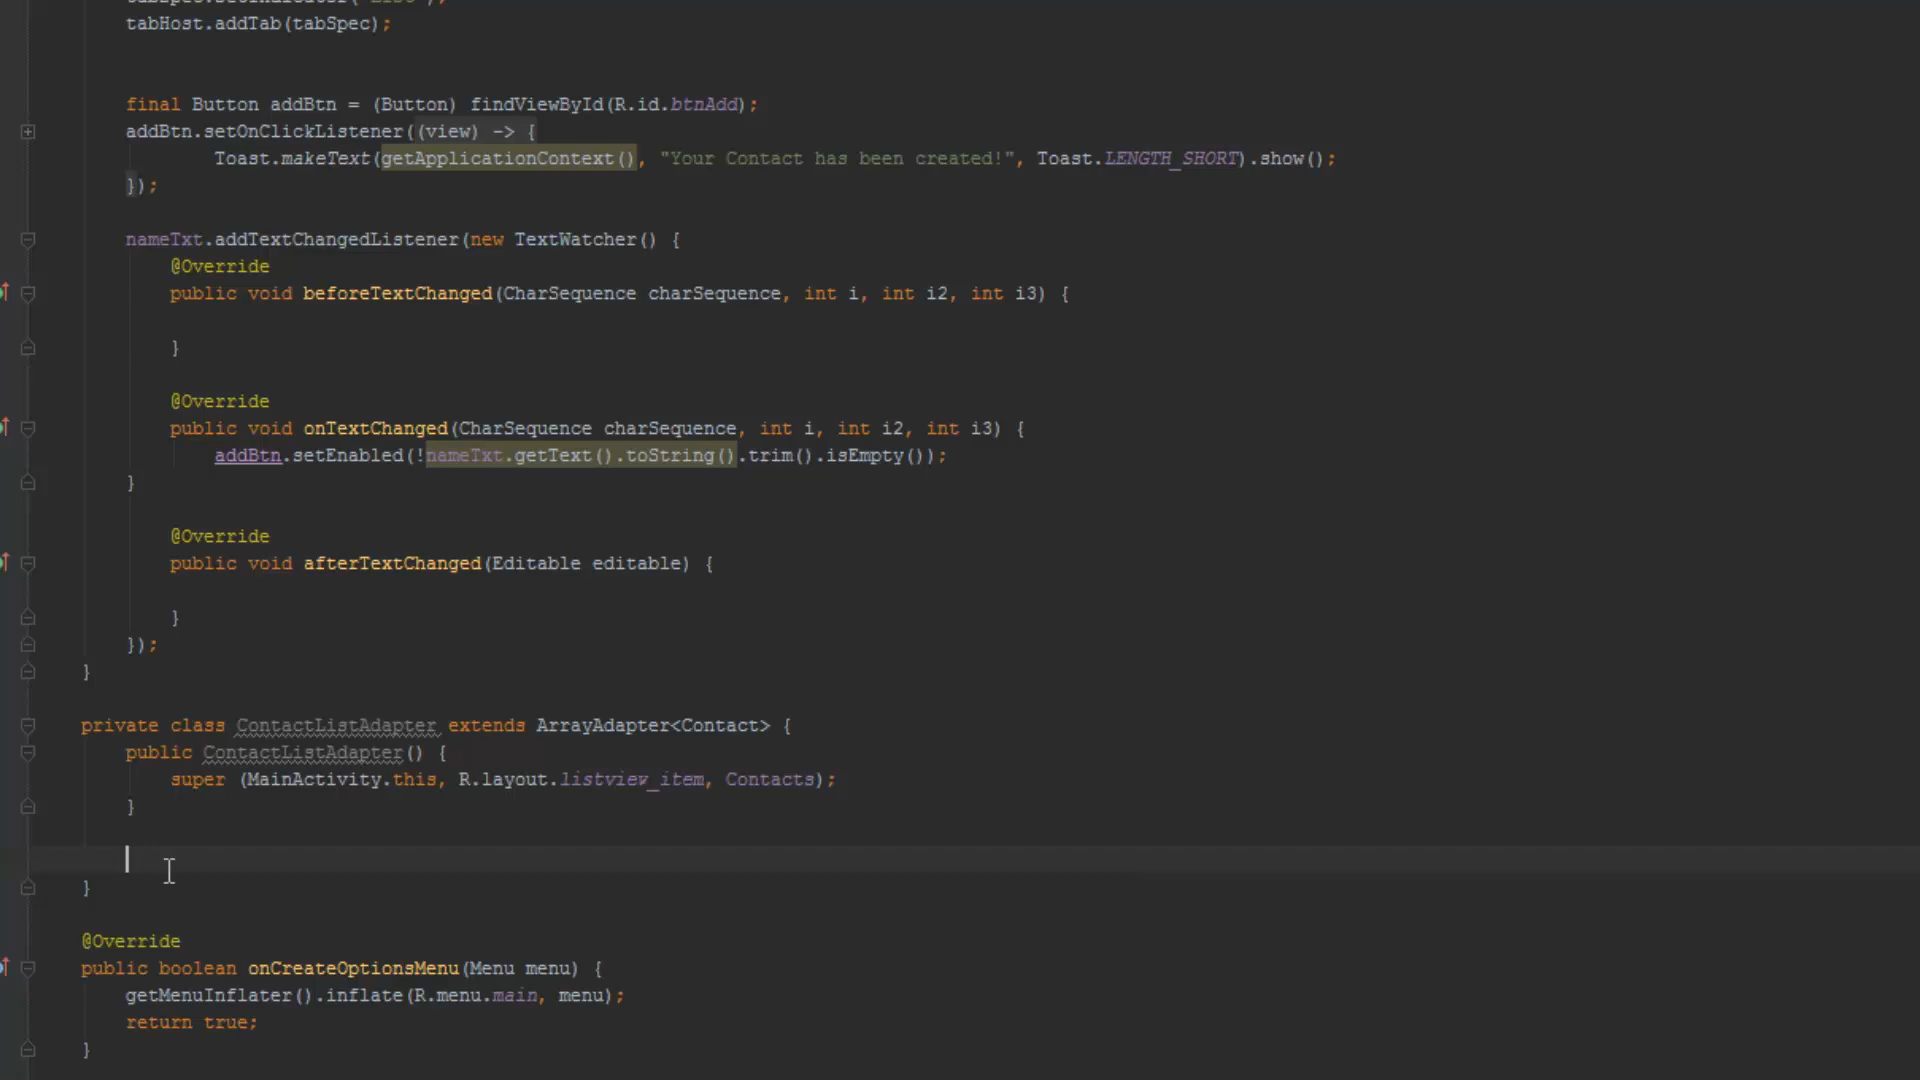 tabHost.addTab(tabSpec);
final Button addBtn = (Button) findViewById(R.id.btnAdd);
addBtn.setOnClickListener((view) -> {
Toast.makeText(getApplicationContext(), "Your Contact has been created!", Toast.LENGTH_SHORT).show();
});
nameTxt.addTextChangedListener(new TextWatcher() {
@Override
public void beforeTextChanged(CharSequence charSequence, int i, int i2, int i3) {
}
@Override
public void onTextChanged(CharSequence charSequence, int i, int i2, int i3) {
addBtn.setEnabled(!nameTxt.getText().toString().trim().isEmpty());
}
@Override
public void afterTextChanged(Editable editable) {
}
});
}
private class ContactListAdapter extends ArrayAdapter<Contact> {
public ContactListAdapter() {
super (MainActivity.this, R.layout.listview_item, Contacts);
}
}
@Override
public boolean onCreateOptionsMenu(Menu menu) {
getMenuInflater().inflate(R.menu.main, menu);
return true;
}